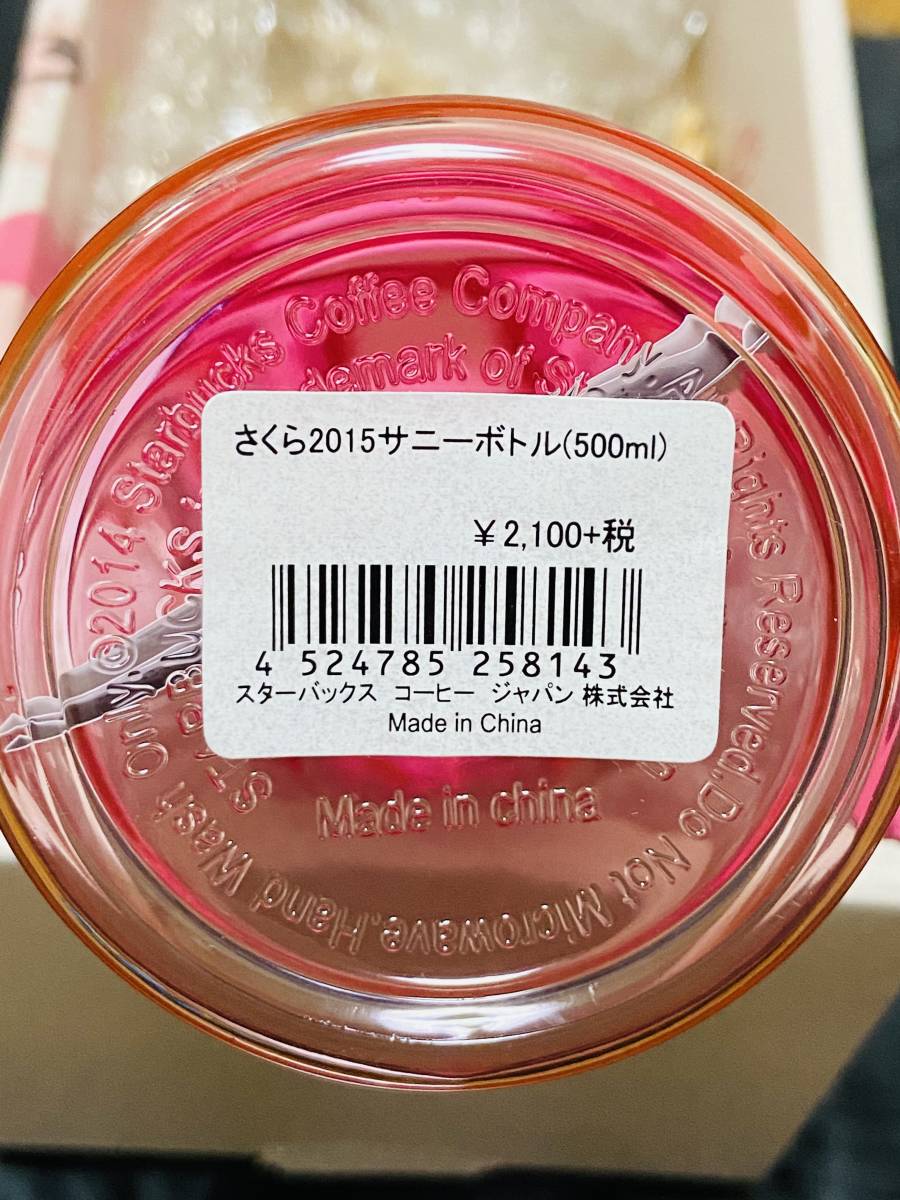 さくら2015サニーボトル(500ml)
￥2,100+税
4 524785 258143
スターバックス コーヒー ジャパン 株式会社
Made in China
©2014 Starbucks Coffee Company
Rights Reserved.Do Not Microwave.Hand Wash Only.
demark of
Made in china